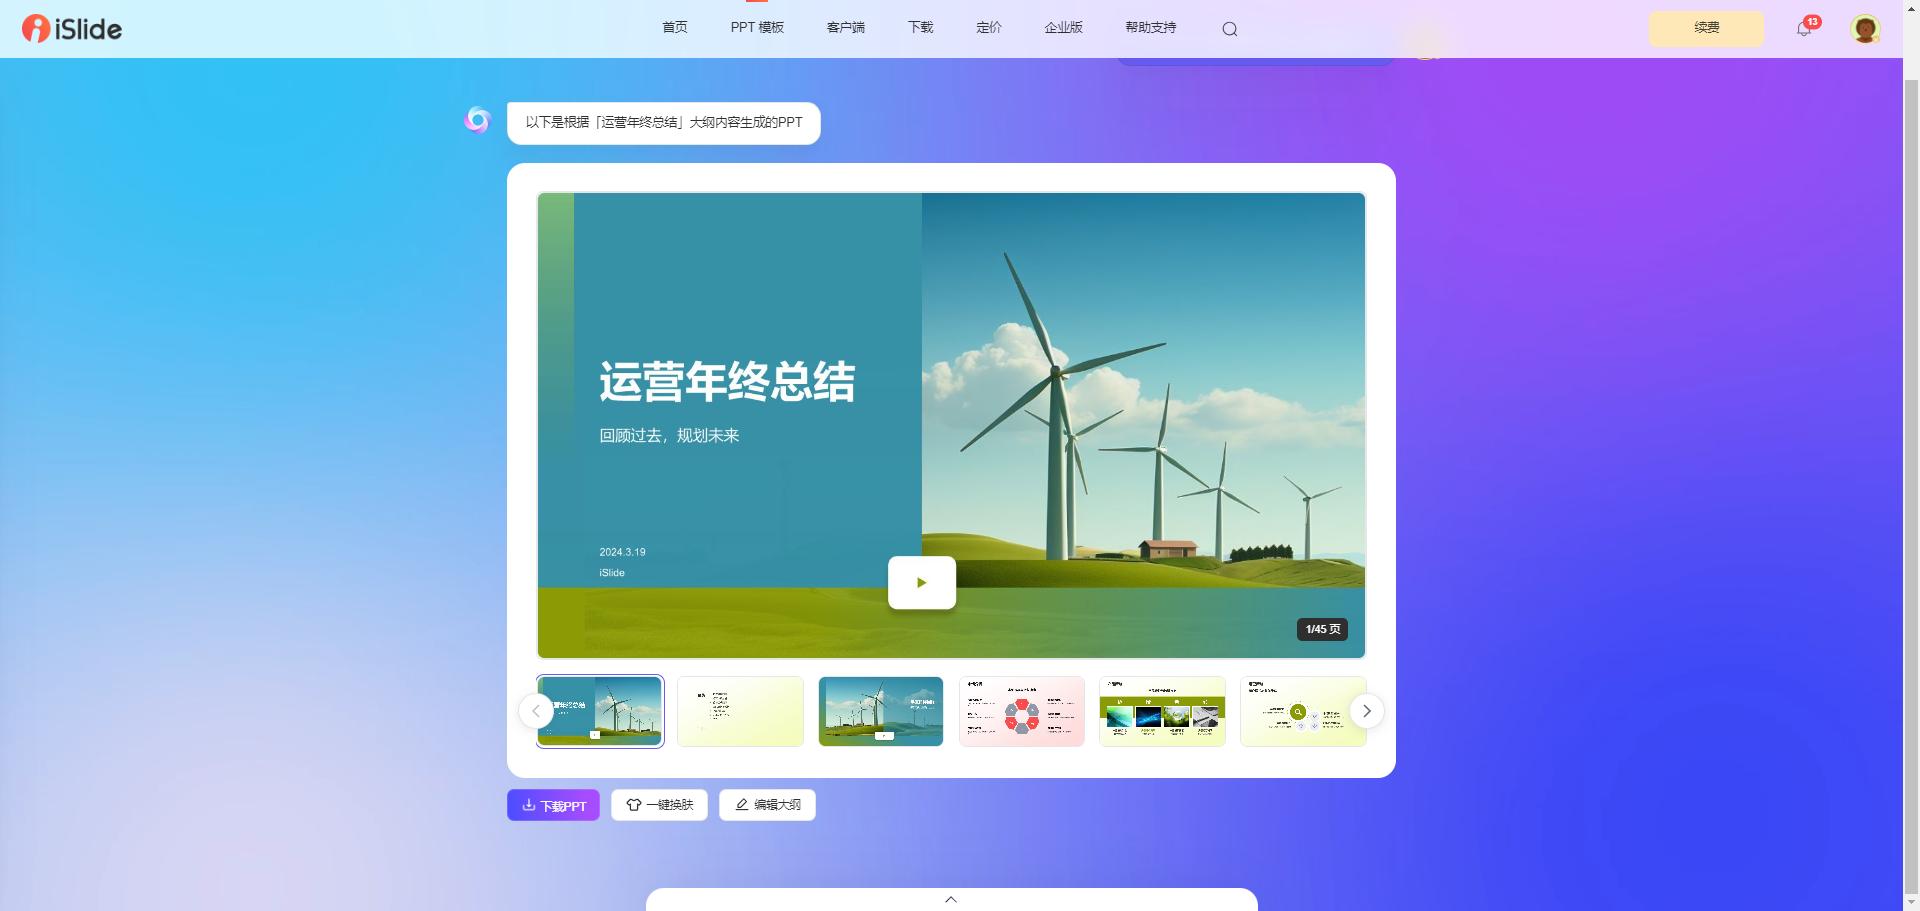 iSlide
首页
PPT 模板
客户端
下载
定价
企业版
帮助支持
续费
13
以下是根据「运营年终总结」大纲内容生成的PPT
运营年终总结
回顾过去，规划未来
2024.3.19
iSlide
1/45 页
下载PPT
一键换肤
编辑大纲